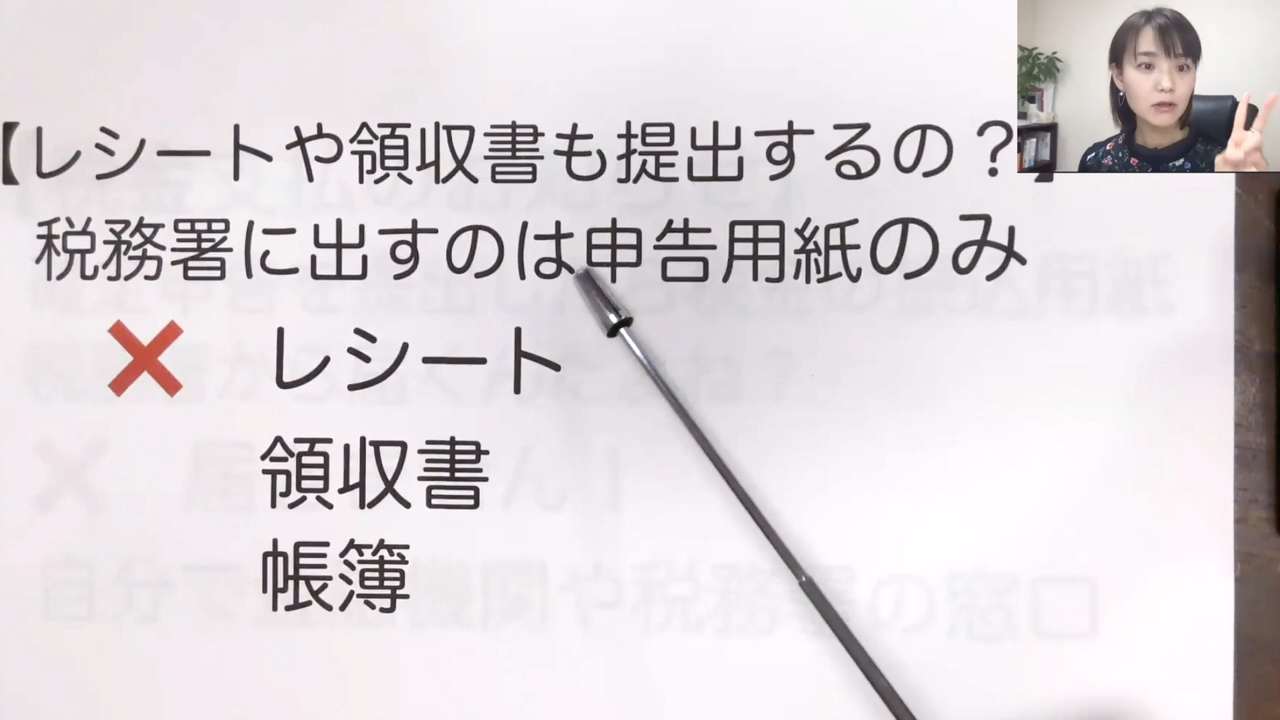 【レシートや領収書も提出するの？】
税務署に出すのは申告用紙のみ
❌ レシート
領収書
帳簿